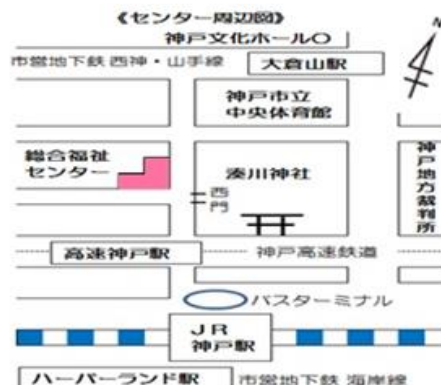 《センター周辺図》
N
神戸文化ホール○
市営地下鉄 西神・山手線
大倉山駅
神戸市立
中央体育館
総合福祉
センター
湊川神社
西門
神戸地方裁判所
高速神戸駅
神戸高速鉄道
バスターミナル
JR
神戸駅
ハーバーランド駅
市営地下鉄 海岸線